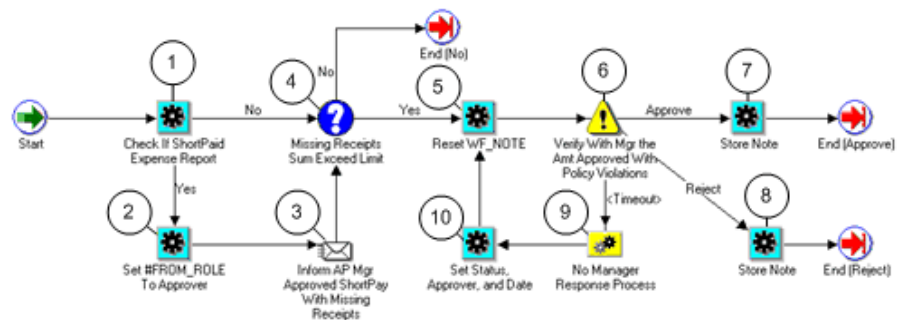 1
4
5
6
7
No
End (No)
No
Yes
Approve
Start
Check If ShortPaid
Expense Report
Missing Receipts
Sum Exceed Limit
Reset WF_NOTE
Verify With Mgr the
Amt Approved With
Policy Violations
Store Note
End (Approve)
Yes
<Timeout>
Reject
2
3
10
9
8
Set #FROM_ROLE
To Approver
Inform AP Mgr
Approved ShortPay
With Missing
Receipts
Set Status,
Approver, and Date
No Manager
Response Process
Store Note
End (Reject)